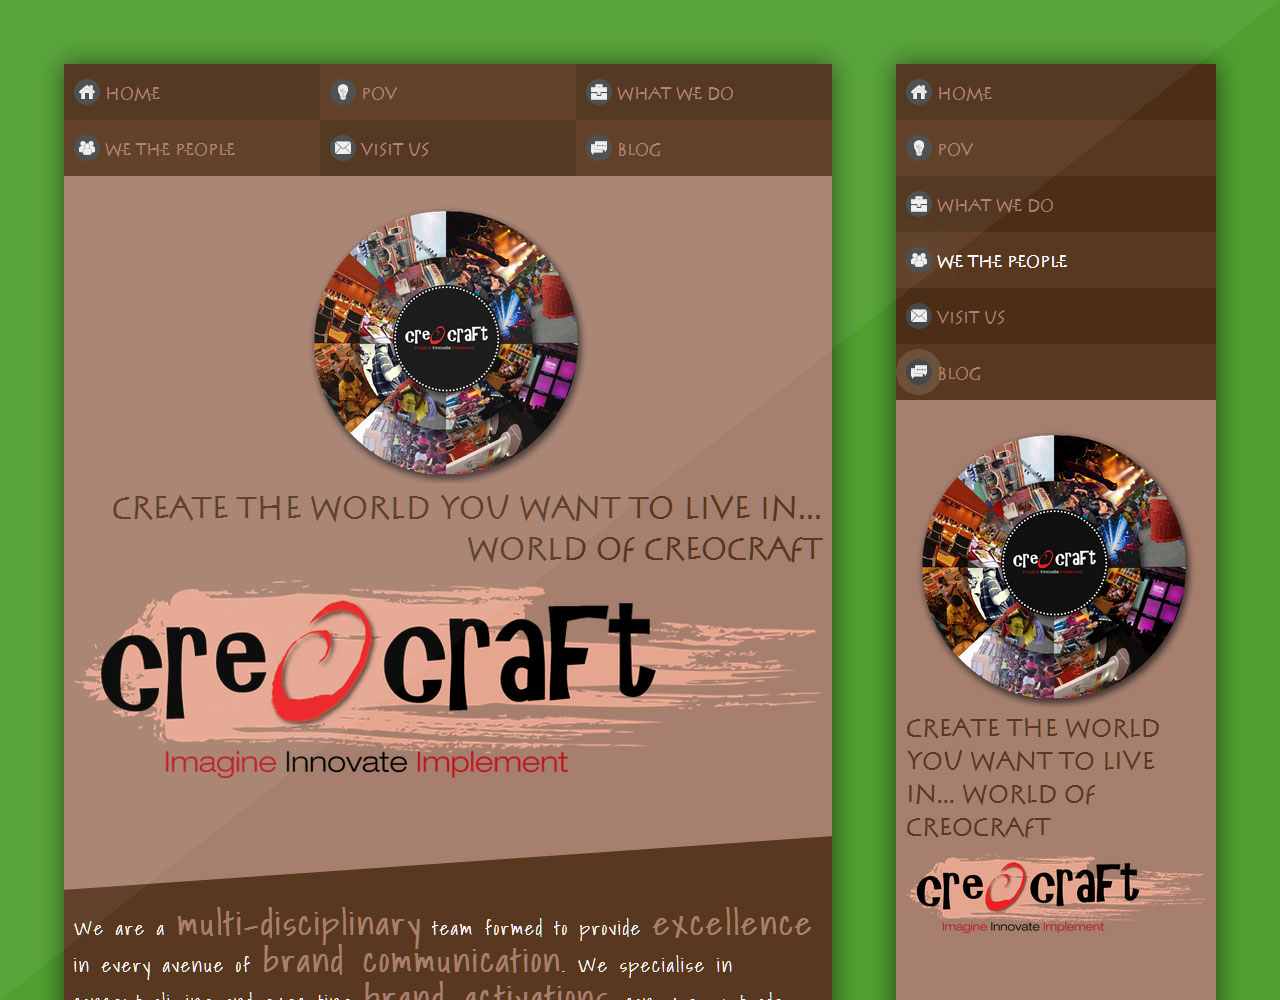 HOME
POV
WHAT WE DO
WE THE PEOPLE
VISIT US
BLOG
creOcraFt
Imagine Innovate Implement
CREATE THE WORLD YOU WANT TO LIVE IN...
WORLD OF CREOCRAFT
creOcraFt
Imagine Innovate Implement
We are a multi-disciplinary team formed to provide excellence
in every avenue of brand communication. We specialise in
brand activations
HOME
POV
WHAT WE DO
WE THE PEOPLE
VISIT US
BLOG
creOcraFt
Imagine Innovate Implement
CREATE THE WORLD
YOU WANT TO LIVE
IN... WORLD OF
CREOCRAFT
creOcraFt
Imagine Innovate Implement